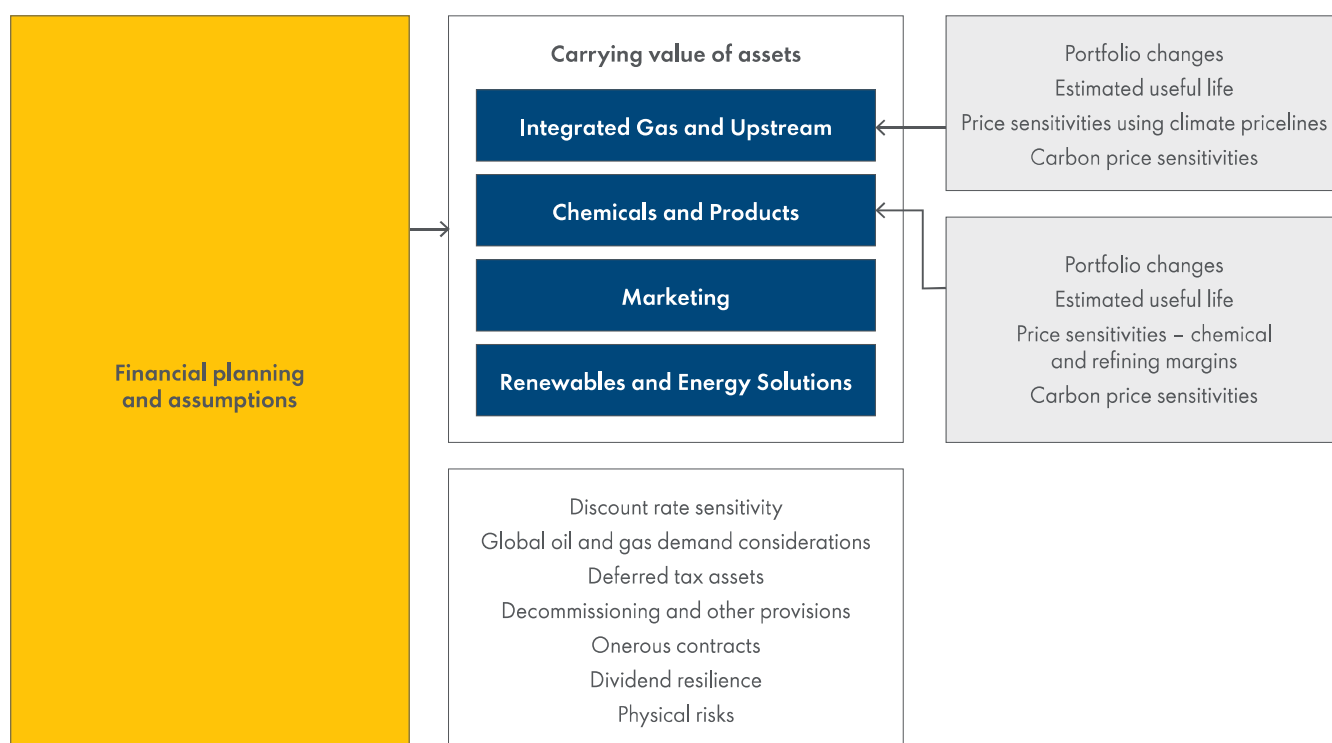 Financial planning
and assumptions
Carrying value of assets
Integrated Gas and Upstream
Chemicals and Products
Marketing
Renewables and Energy Solutions
Portfolio changes
Estimated useful life
Price sensitivities using climate pricelines
Carbon price sensitivities
Portfolio changes
Estimated useful life
Price sensitivities – chemical
and refining margins
Carbon price sensitivities
Discount rate sensitivity
Global oil and gas demand considerations
Deferred tax assets
Decommissioning and other provisions
Onerous contracts
Dividend resilience
Physical risks